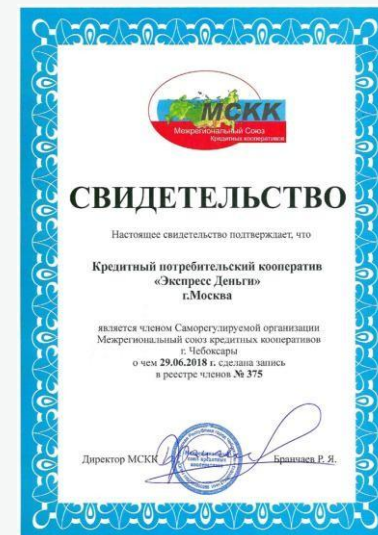 МСКК
Межрегиональный Союз
Кредитных кооперативов
СВИДЕТЕЛЬСТВО
Настоящее свидетельство подтверждает, что
Кредитный потребительский кооператив
«Экспресс Деньги»
г.Москва
является членом Саморегулируемой организации
Межрегиональный союз кредитных кооперативов
г. Чебоксары
о чем 29.06.2018 г. сделана запись
в реестре членов № 375
Директор МСКК
Бранчаев Р. Я.